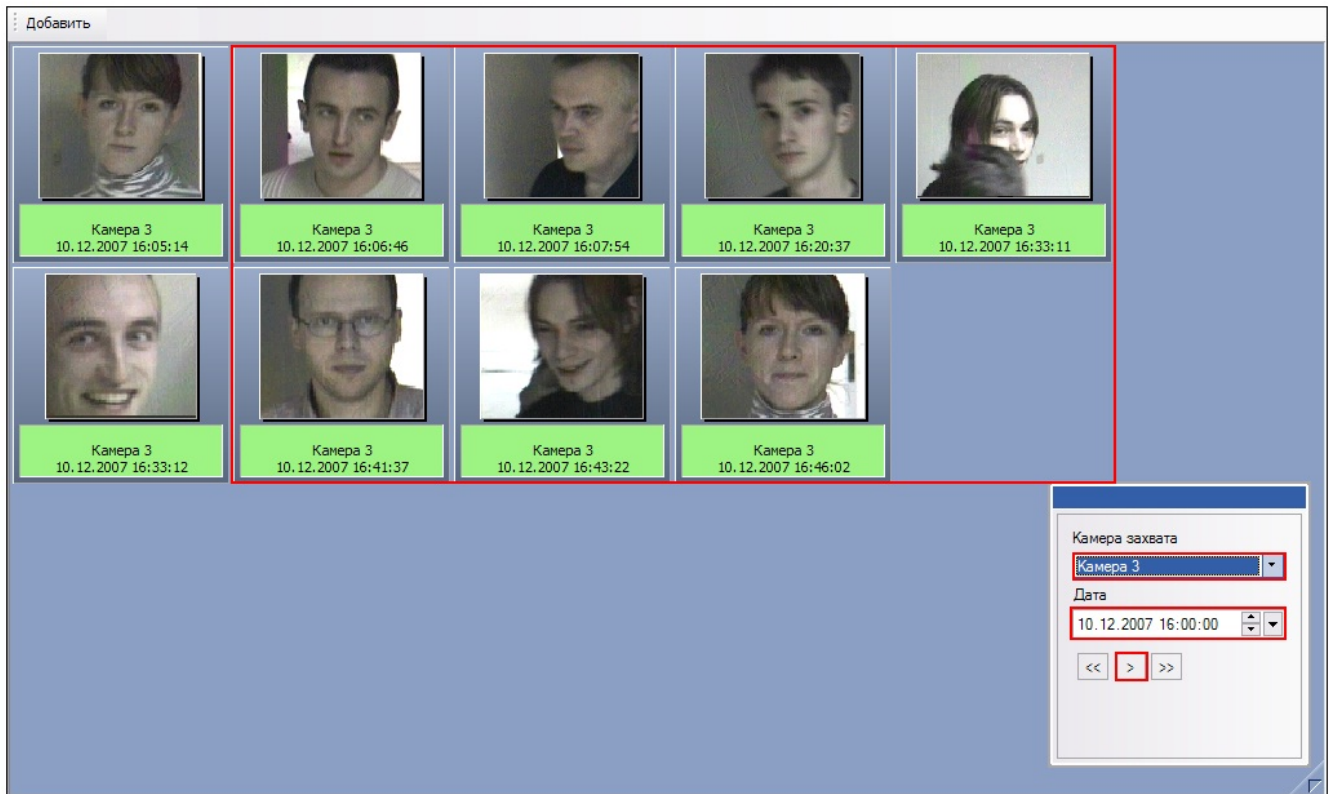 Добавить
Камера 3
10.12.2007 16:05:14
Камера 3
10.12.2007 16:06:46
Камера 3
10.12.2007 16:07:54
Камера 3
10.12.2007 16:20:37
Камера 3
10.12.2007 16:33:11
Камера 3
10.12.2007 16:33:12
Камера 3
10.12.2007 16:41:37
Камера 3
10.12.2007 16:43:22
Камера 3
10.12.2007 16:46:02
Камера захвата
Камера 3
Дата
10.12.2007 16:00:00
<< > >>